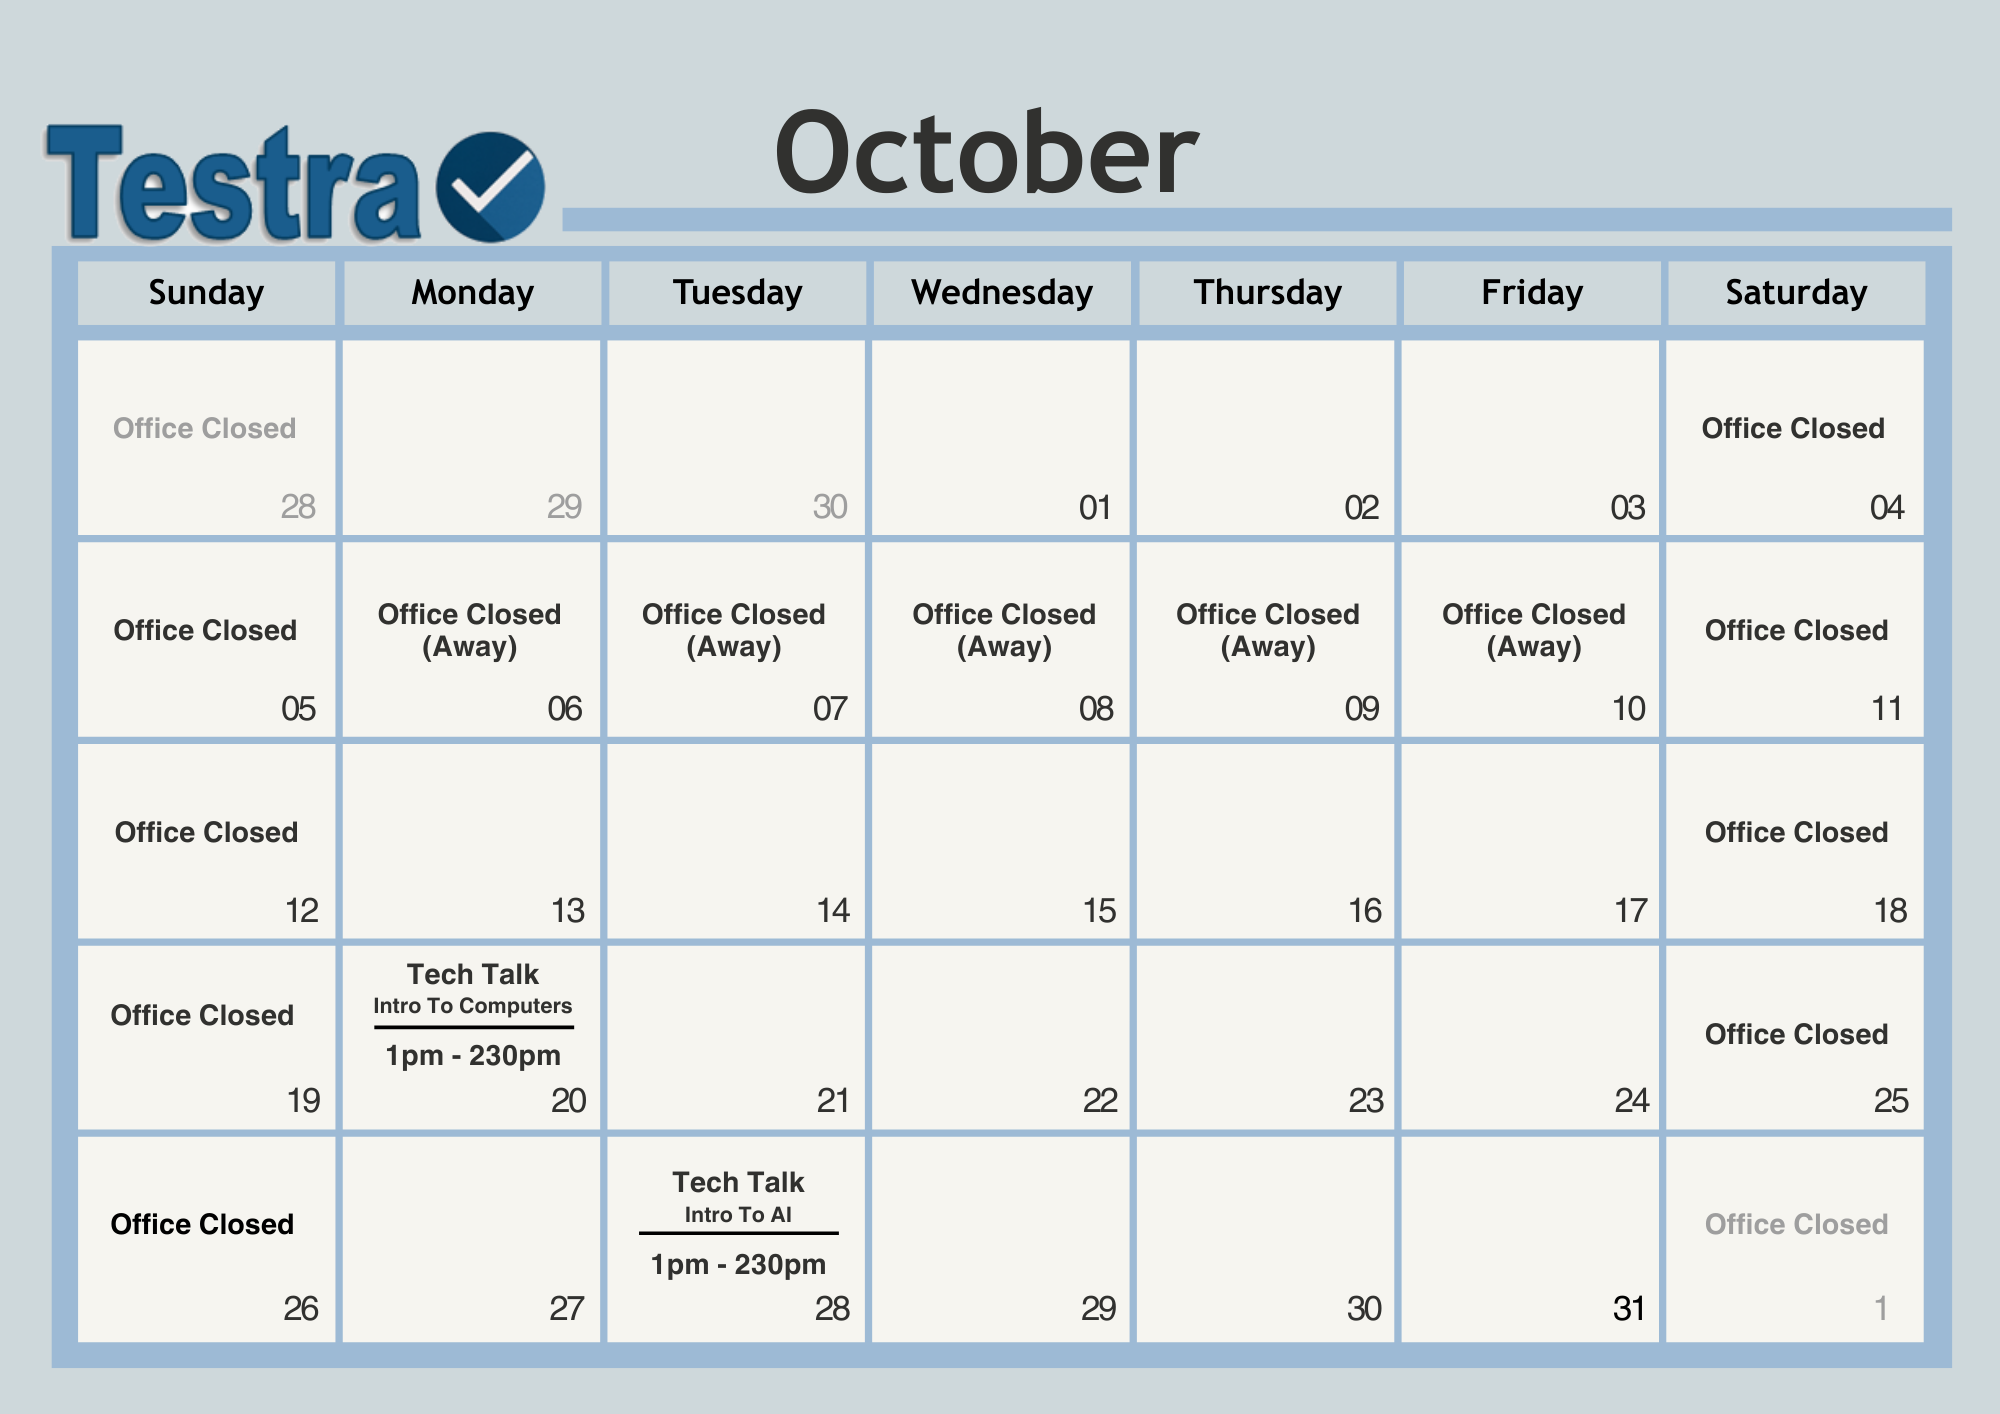 Testra
October
Sunday Monday Tuesday Wednesday Thursday Friday Saturday
Office Closed
28
29
30
01
02
03
Office Closed
04
Office Closed
05
Office Closed
(Away)
06
Office Closed
(Away)
07
Office Closed
(Away)
08
Office Closed
(Away)
09
Office Closed
(Away)
10
Office Closed
11
Office Closed
12
13
14
15
16
17
Office Closed
18
Office Closed
19
Tech Talk
Intro To Computers
1pm - 230pm
20
21
22
23
24
Office Closed
25
Office Closed
26
27
Tech Talk
Intro To AI
1pm - 230pm
28
29
30
31
Office Closed
1